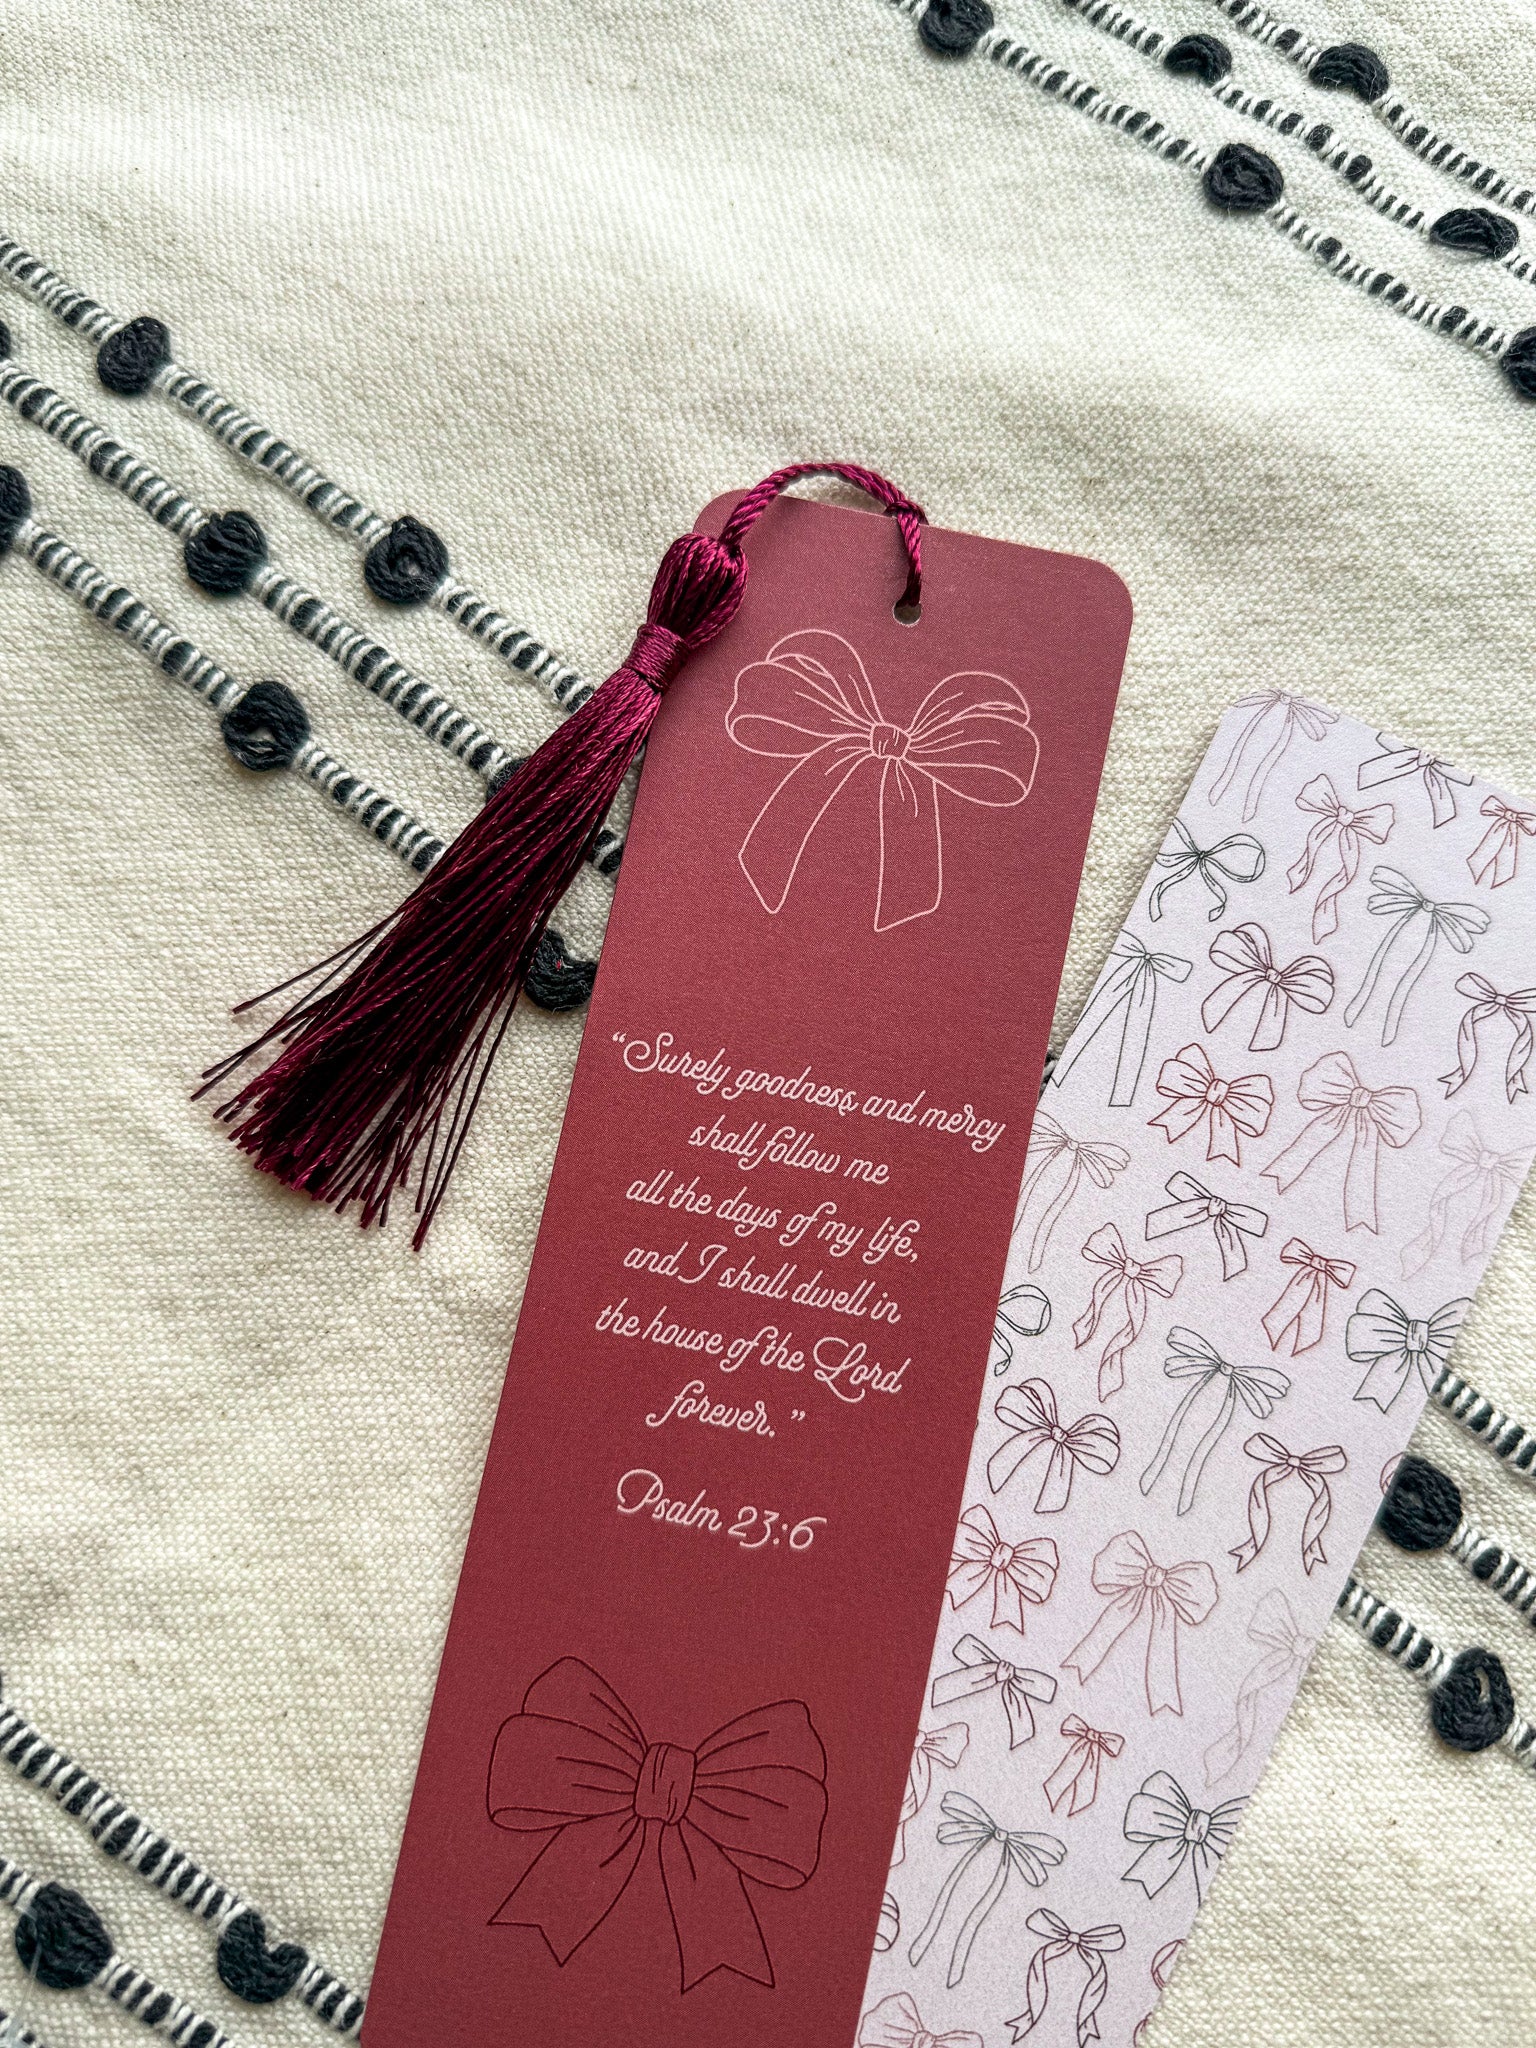 “Surely goodness and mercy
shall follow me
all the days of my life,
and I shall dwell in
the house of the Lord
forever.”
Psalm 23:6